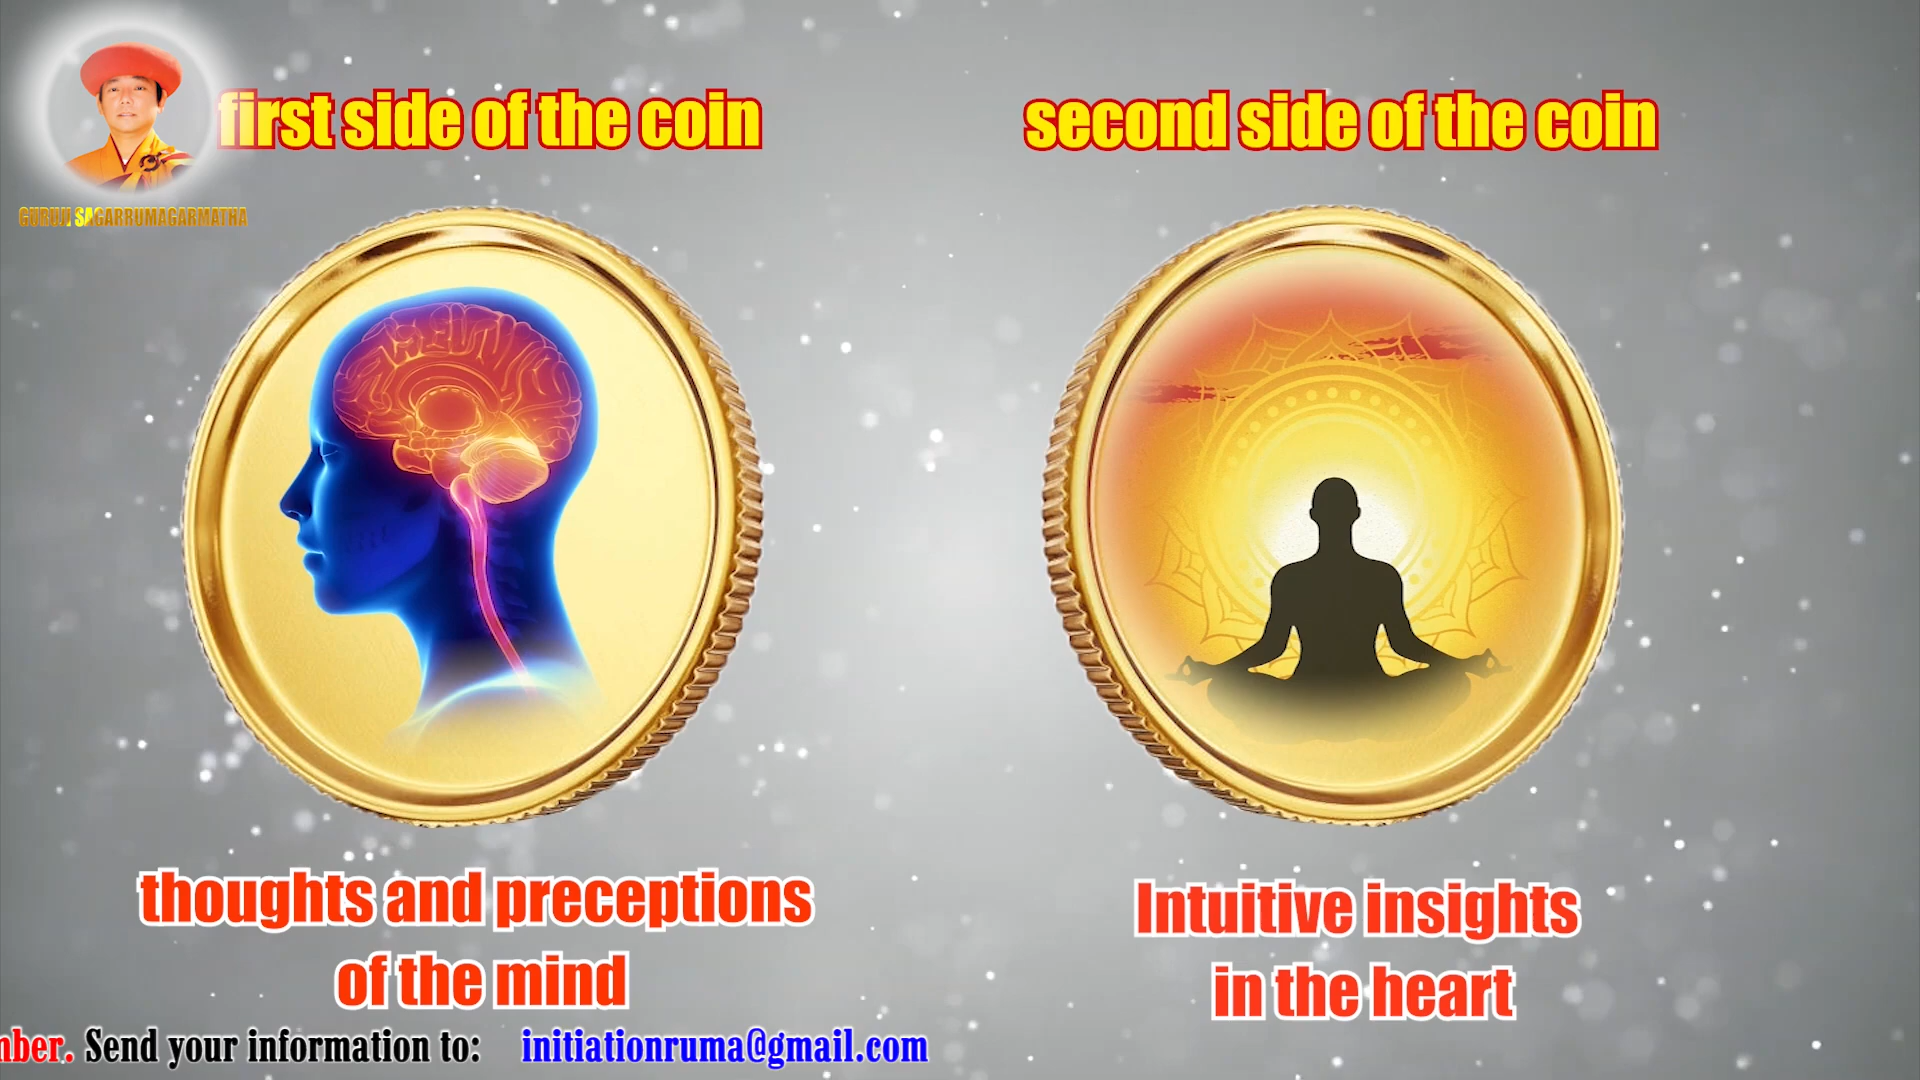 first side of the coin
second side of the coin
GURUJI SAGARRUMAGARMATHA
thoughts and preceptions
of the mind
Intuitive insights
in the heart
mber. Send your information to: initiationruma@gmail.com